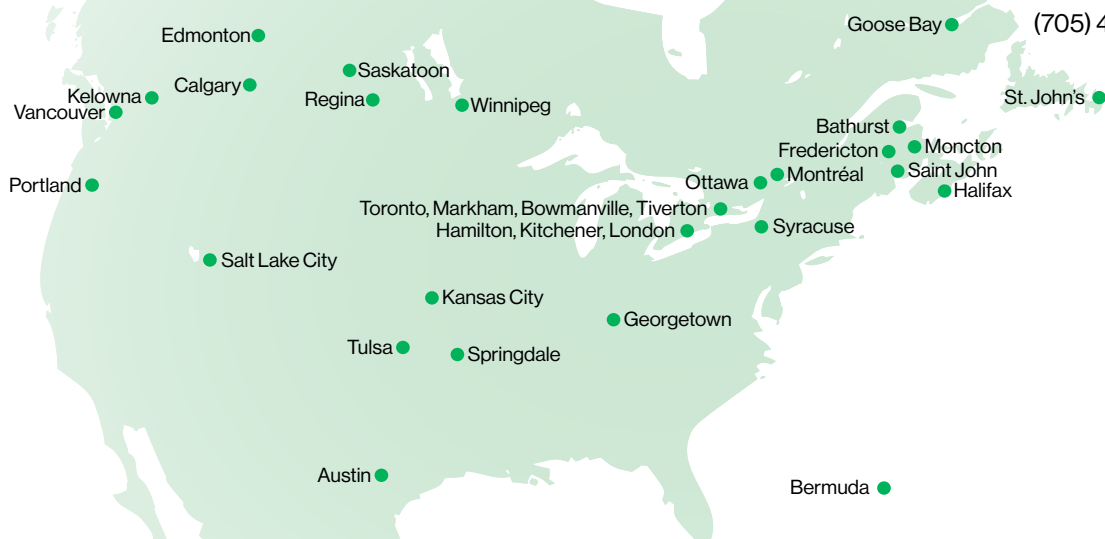 Goose Bay
(705) 4
Edmonton
Saskatoon
Calgary
Kelowna
Regina
Winnipeg
St. John's
Vancouver
Bathurst
Moncton
Fredericton
Saint John
Montréal
Ottawa
Portland
Halifax
Toronto, Markham, Bowmanville, Tiverton
Hamilton, Kitchener, London
Syracuse
Salt Lake City
Kansas City
Georgetown
Tulsa
Springdale
Austin
Bermuda